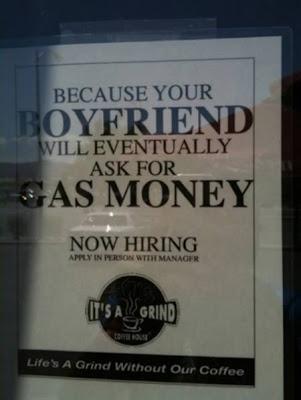 BECAUSE YOUR
BOYFRIEND
WILL EVENTUALLY
ASK FOR
GAS MONEY
NOW HIRING
APPLY IN PERSON WITH MANAGER
IT'S A GRIND
COFFEE HOUSE
Life's A Grind Without Our Coffee